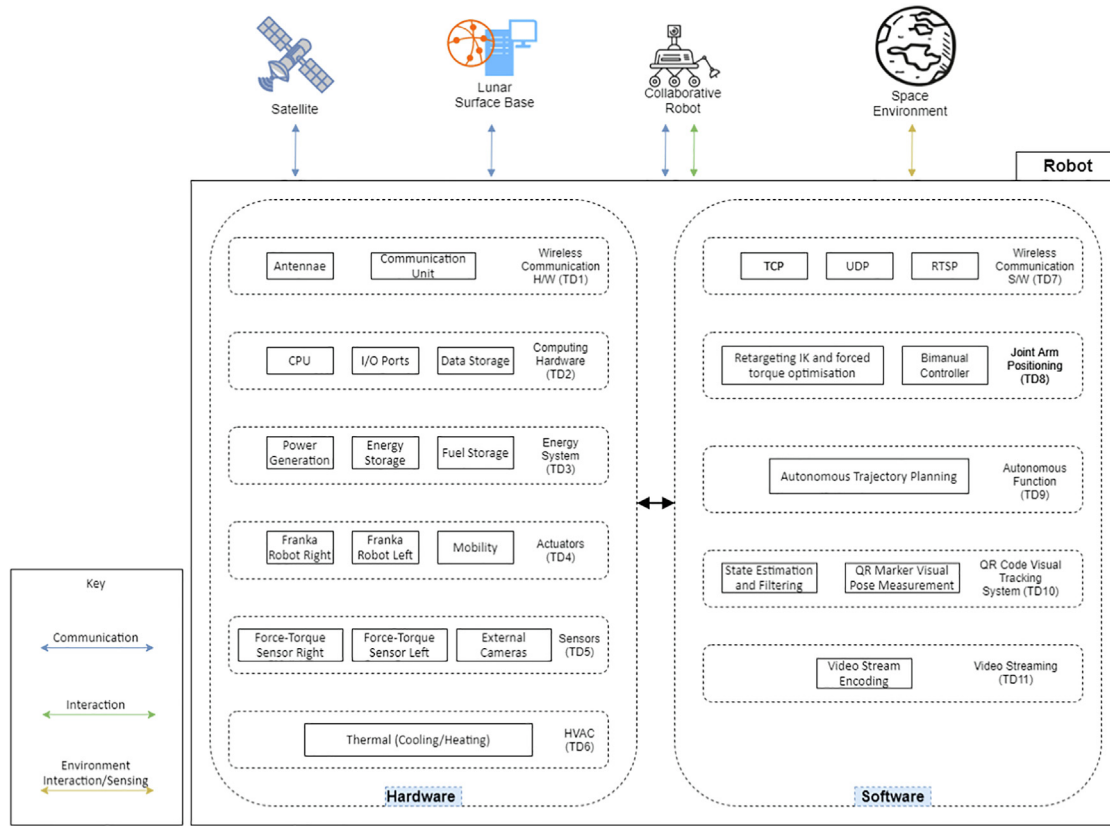 Satellite
Lunar
Surface Base
Collaborative
Robot
Space
Environment
Robot
Antennae
Communication
Unit
Wireless
Communication
H/W (TD1)
CPU
I/O Ports
Data Storage
Computing
Hardware
(TD2)
Power
Generation
Energy
Storage
Fuel Storage
Energy
System
(TD3)
Franka
Robot Right
Franka
Robot Left
Mobility
Actuators
(TD4)
Force-Torque
Sensor Right
Force-Torque
Sensor Left
External
Cameras
Sensors
(TD5)
Thermal (Cooling/Heating)
HVAC
(TD6)
Hardware
TCP
UDP
RTSP
Wireless
Communication
S/W (TD7)
Retargeting IK and forced
torque optimisation
Bimanual
Controller
Joint Arm
Positioning
(TD8)
Autonomous Trajectory Planning
Autonomous
Function
(TD9)
State Estimation
and Filtering
QR Marker Visual
Pose Measurement
QR Code Visual
Tracking
System (TD10)
Video Stream
Encoding
Video Streaming
(TD11)
Software
Key
Communication
Interaction
Environment
Interaction/Sensing